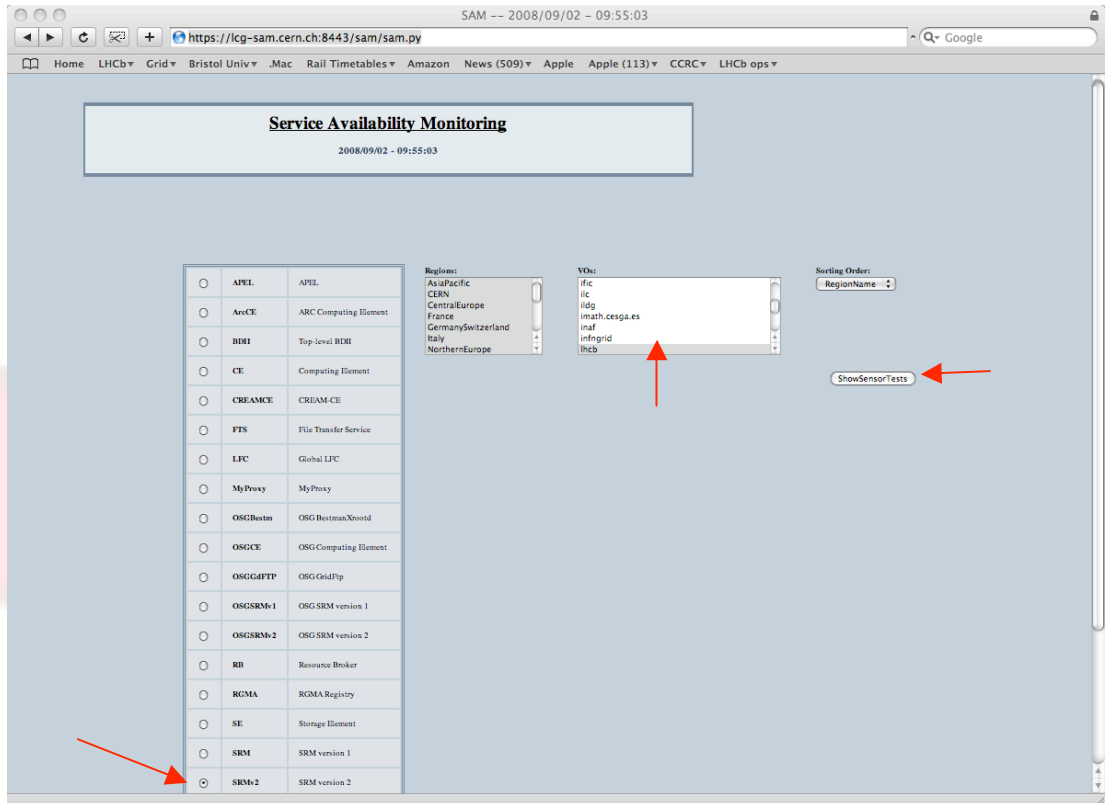 SAM -- 2008/09/02 - 09:55:03
https://lcg-sam.cern.ch:8443/sam/sam.py
Google
Home LHCb Grid Bristol Univ .Mac Rail Timetables Amazon News (509) Apple Apple (113) CCRC LHCb ops
Service Availability Monitoring
2008/09/02 - 09:55:03
Regions:
AsiaPacific
CERN
CentralEurope
France
GermanySwitzerland
Italy
NorthernEurope
VOs:
ific
ilc
ildg
imath.cesga.es
inaf
infngrid
lhcb
Sorting Order:
RegionName
ShowSensorTests
APEL APEL
ArcCE ARC Computing Element
BDII Top-level BDII
CE Computing Element
CREAMCE CREAM-CE
FTS File Transfer Service
LFC Global LFC
MyProxy MyProxy
OSGBestm OSG BestmanXrootd
OSGCE OSG Computing Element
OSGGdFTP OSG GridFtp
OSGSRMv1 OSG SRM version 1
OSGSRMv2 OSG SRM version 2
RB Resource Broker
RGMA RGMA Registry
SE Storage Element
SRM SRM version 1
SRMv2 SRM version 2